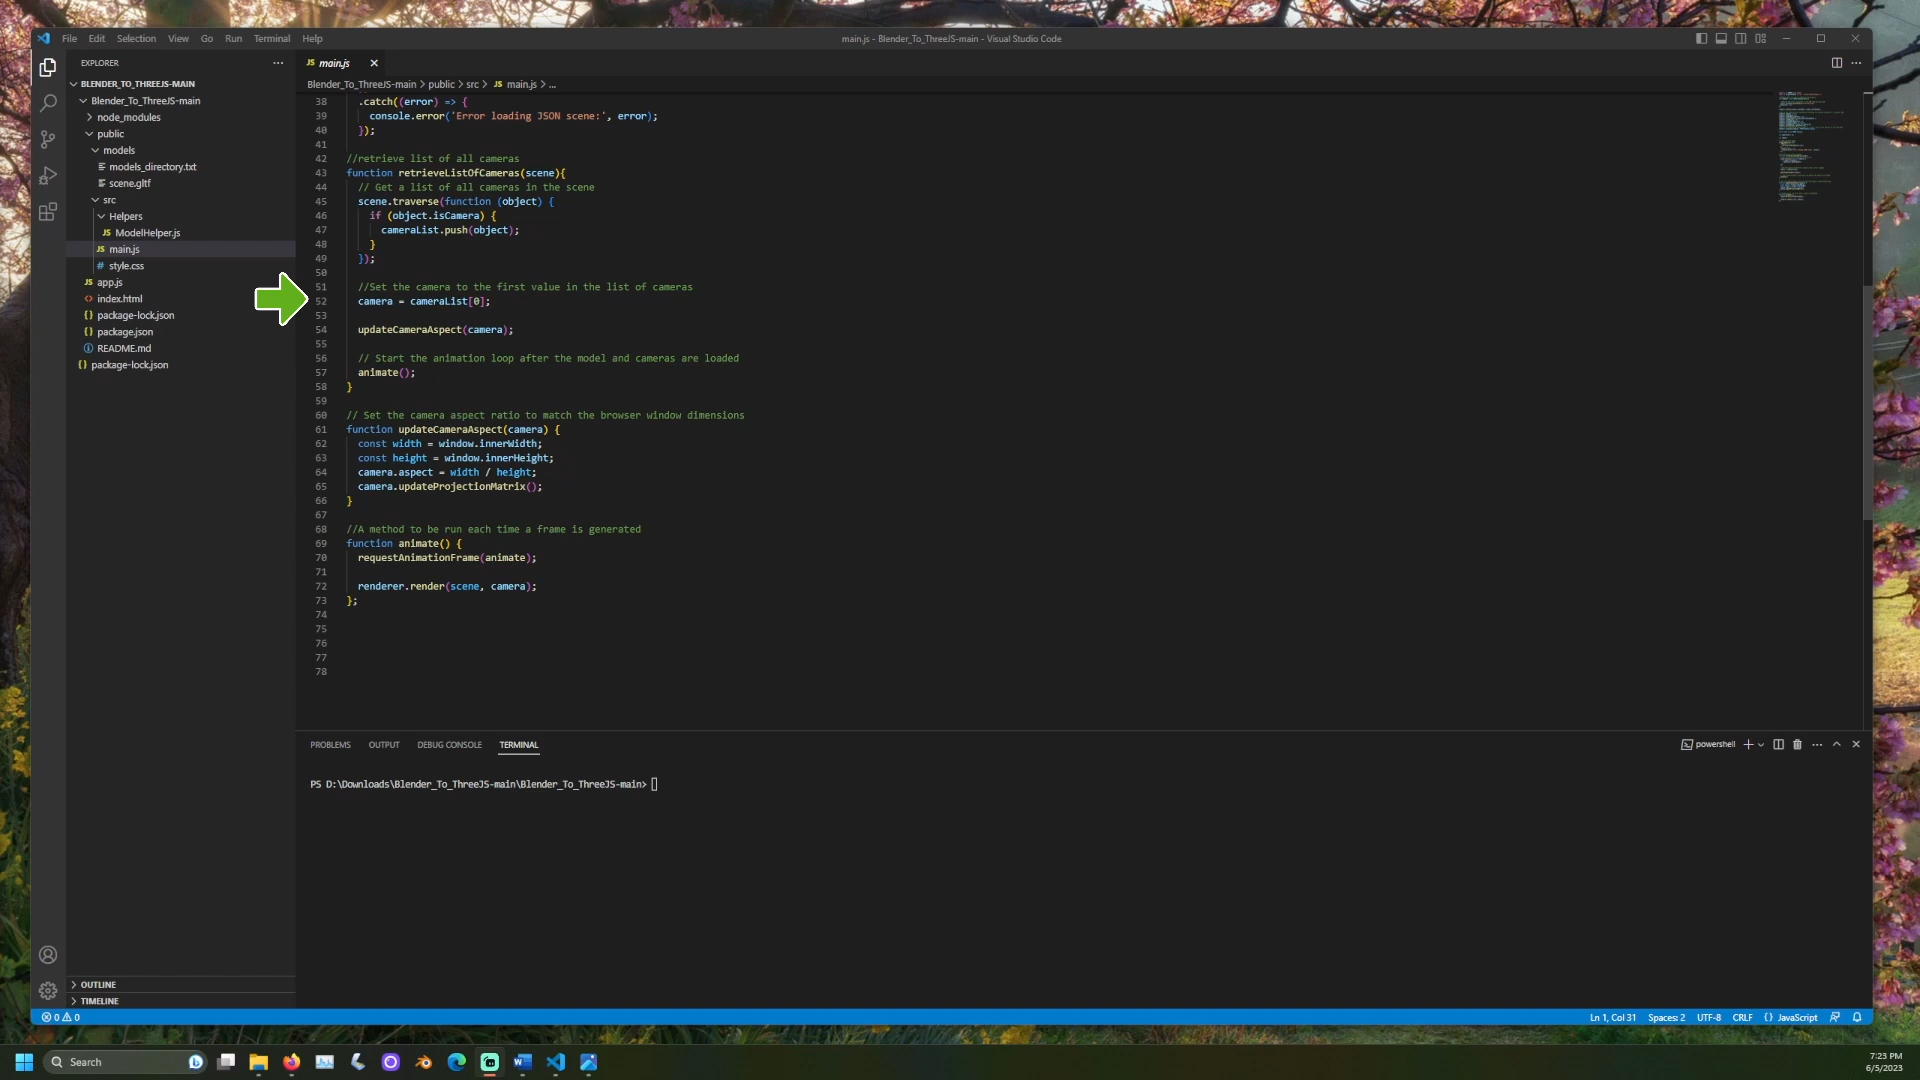 File Edit Selection View Go Run Terminal Help
main.js - Blender_To_ThreeJS-main - Visual Studio Code
EXPLORER
BLENDER_TO_THREEJS-MAIN
Blender_To_ThreeJS-main
node_modules
public
models
models_directory.txt
scene.gltf
src
Helpers
JS ModelHelper.js
JS main.js
# style.css
JS app.js
<> index.html
{} package-lock.json
{} package.json
README.md
{} package-lock.json
OUTLINE
TIMELINE
JS main.js
Blender_To_ThreeJS-main > public > src > JS main.js > ...
38 .catch((error) => {
39 console.error('Error loading JSON scene:', error);
40 });
41
42 //retrieve list of all cameras
43 function retrieveListOfCameras(scene){
44 // Get a list of all cameras in the scene
45 scene.traverse(function (object) {
46 if (object.isCamera) {
47 cameraList.push(object);
48 }
49 });
50
51 //Set the camera to the first value in the list of cameras
52 camera = cameraList[0];
53
54 updateCameraAspect(camera);
55
56 // Start the animation loop after the model and cameras are loaded
57 animate();
58 }
59
60 // Set the camera aspect ratio to match the browser window dimensions
61 function updateCameraAspect(camera) {
62 const width = window.innerWidth;
63 const height = window.innerHeight;
64 camera.aspect = width / height;
65 camera.updateProjectionMatrix();
66 }
67
68 //A method to be run each time a frame is generated
69 function animate() {
70 requestAnimationFrame(animate);
71
72 renderer.render(scene, camera);
73 };
74
75
76
77
78
PROBLEMS OUTPUT DEBUG CONSOLE TERMINAL
powershell
PS D:\Downloads\Blender_To_ThreeJS-main\Blender_To_ThreeJS-main>
0 0
Ln 1, Col 31 Spaces: 2 UTF-8 CRLF {} JavaScript
Search
7:23 PM
6/5/2023